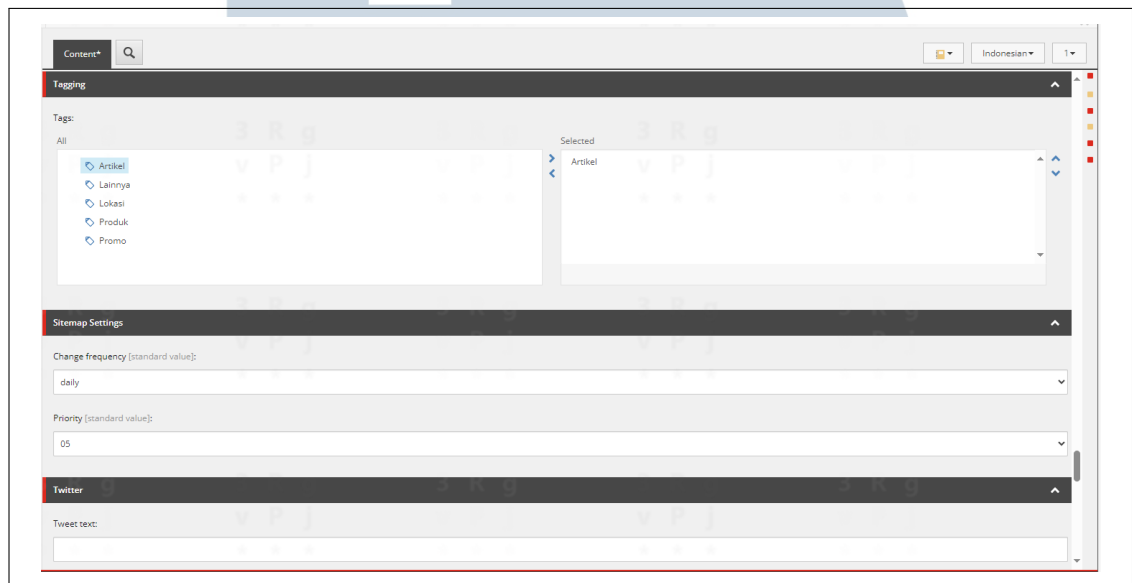 Content*
Indonesian
1
Tagging
Tags:
All
Selected
Artikel
Artikel
Lainnya
Lokasi
Produk
Promo
Sitemap Settings
Change frequency [standard value]:
daily
Priority [standard value]:
05
Twitter
Tweet text: